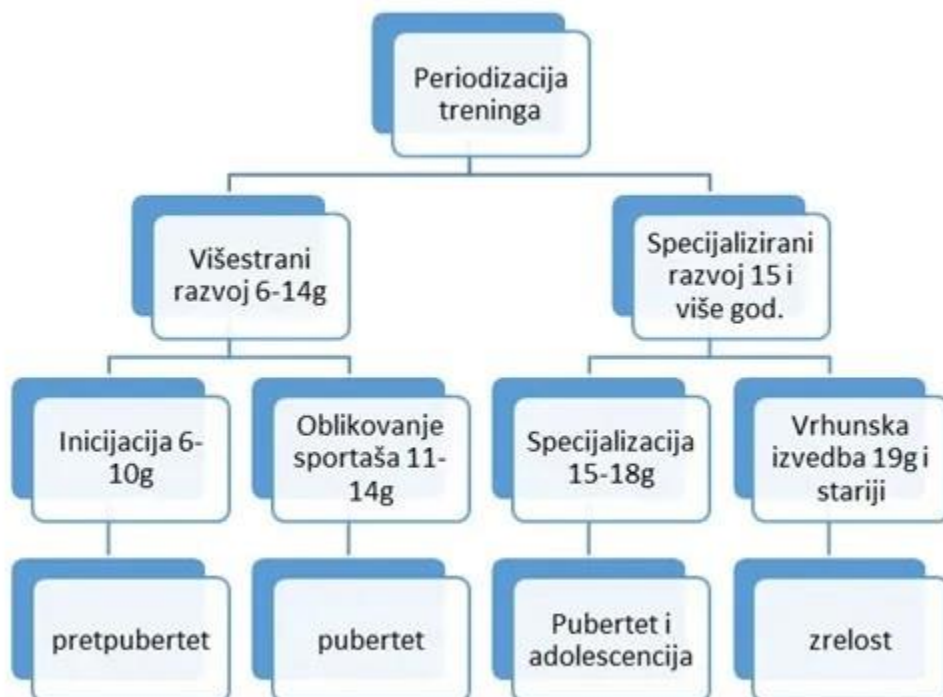 Periodizacija
treninga
Višestrani
razvoj 6-14g
Specijalizirani
razvoj 15 i
više god.
Inicijacija 6-
10g
Oblikovanje
sportaša 11-
14g
Specijalizacija
15-18g
Vrhunska
izvedba 19g i
stariji
pretpubertet
pubertet
Pubertet i
adolescencija
zrelost